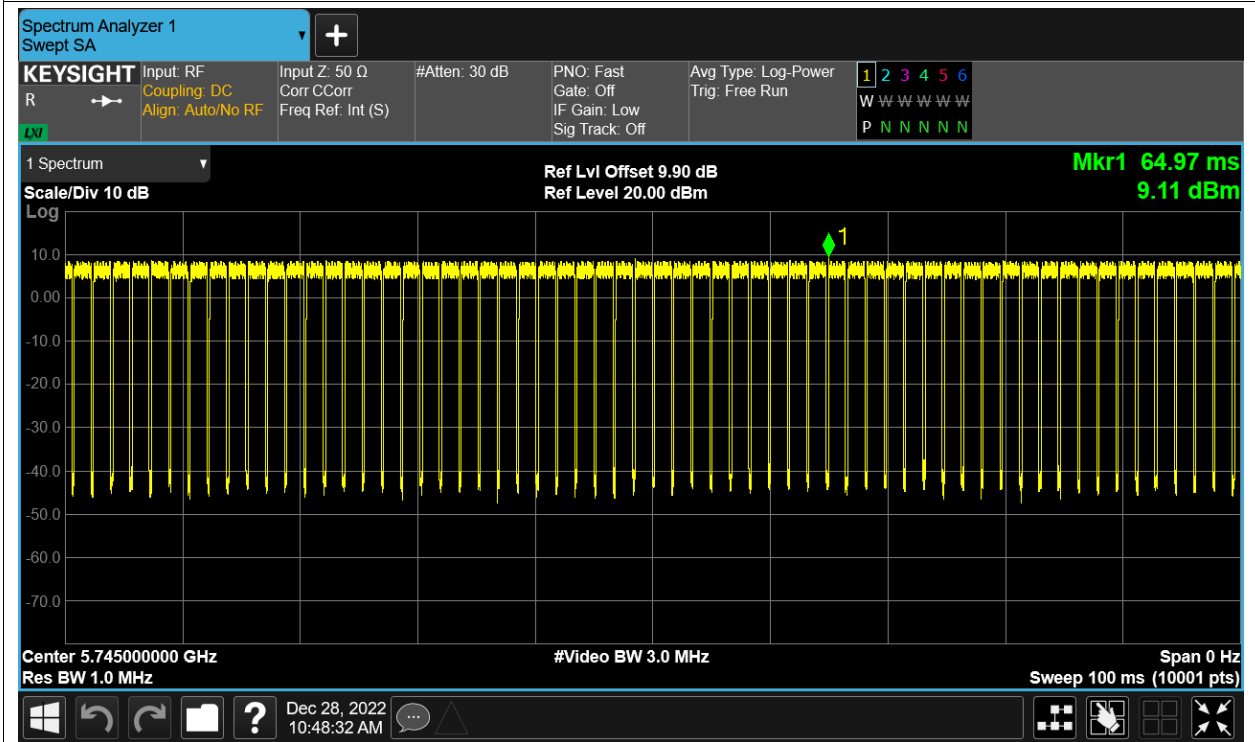 Spectrum Analyzer 1
Swept SA
KEYSIGHT
R
LXI
Input: RF
Coupling: DC
Align: Auto/No RF
Input Z: 50 Ω
Corr CCorr
Freq Ref: Int (S)
#Atten: 30 dB
PNO: Fast
Gate: Off
IF Gain: Low
Sig Track: Off
Avg Type: Log-Power
Trig: Free Run
1 2 3 4 5 6
W W W W W W
P N N N N N
1 Spectrum
Scale/Div 10 dB
Log
Ref Lvl Offset 9.90 dB
Ref Level 20.00 dBm
Mkr1 64.97 ms
9.11 dBm
1
10.0
0.00
-10.0
-20.0
-30.0
-40.0
-50.0
-60.0
-70.0
Center 5.745000000 GHz
Res BW 1.0 MHz
#Video BW 3.0 MHz
Span 0 Hz
Sweep 100 ms (10001 pts)
?
Dec 28, 2022
10:48:32 AM